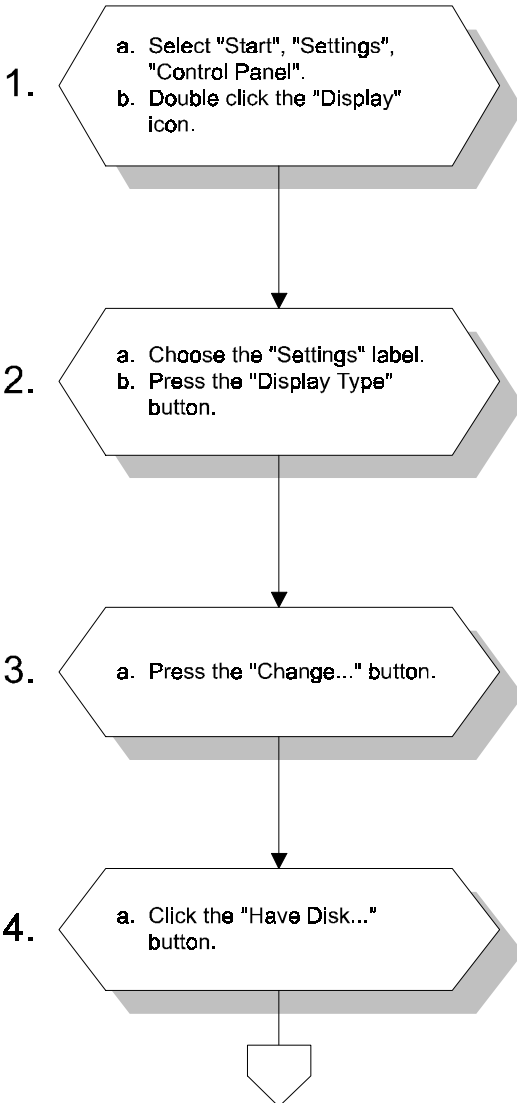 1.
a. Select "Start", "Settings",
"Control Panel".
b. Double click the "Display"
icon.
2.
a. Choose the "Settings" label.
b. Press the "Display Type"
button.
3.
a. Press the "Change..." button.
4.
a. Click the "Have Disk..."
button.